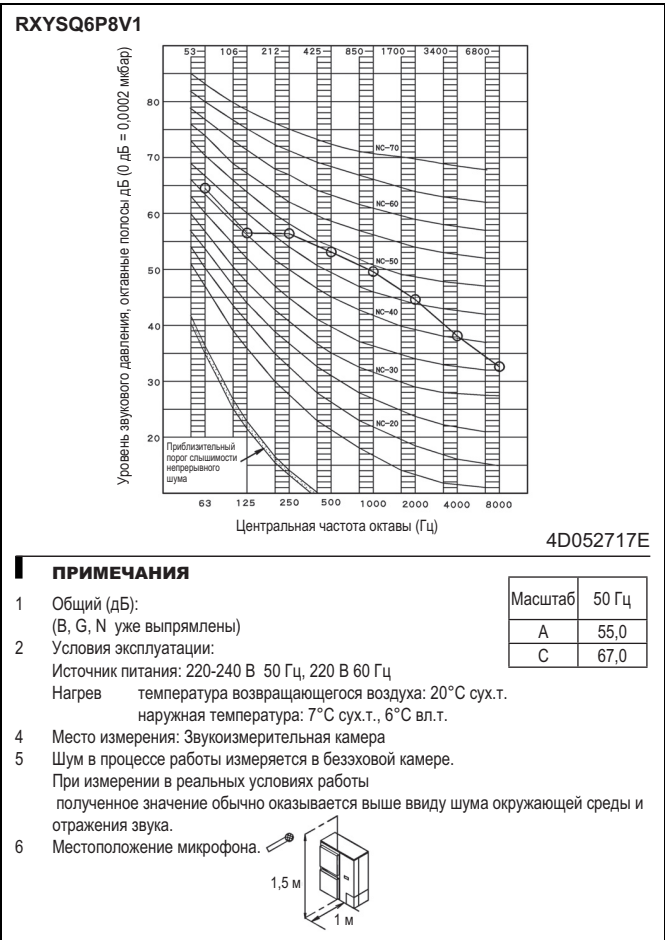 RXYSQ6P8V1
Уровень звукового давления, октавные полосы дБ (0 дБ = 0,0002 мкбар)
53 106 212 425 850 1700 3400 6800
80
70
60
50
40
30
20
NC-70
NC-60
NC-50
NC-40
NC-30
NC-20
Приблизительный
порог слышимости
непрерывного
шума
63 125 250 500 1000 2000 4000 8000
Центральная частота октавы (Гц)
4D052717E
ПРИМЕЧАНИЯ
1 Общий (дБ):
(B, G, N уже выпрямлены)
Масштаб 50 Гц
A 55,0
C 67,0
2 Условия эксплуатации:
Источник питания: 220-240 В 50 Гц, 220 В 60 Гц
Нагрев температура возвращающегося воздуха: 20°C сух.т.
наружная температура: 7°C сух.т., 6°C вл.т.
4 Место измерения: Звукоизмерительная камера
5 Шум в процессе работы измеряется в безэховой камере.
При измерении в реальных условиях работы
полученное значение обычно оказывается выше ввиду шума окружающей среды и
отражения звука.
6 Местоположение микрофона.
1,5 м
1 м